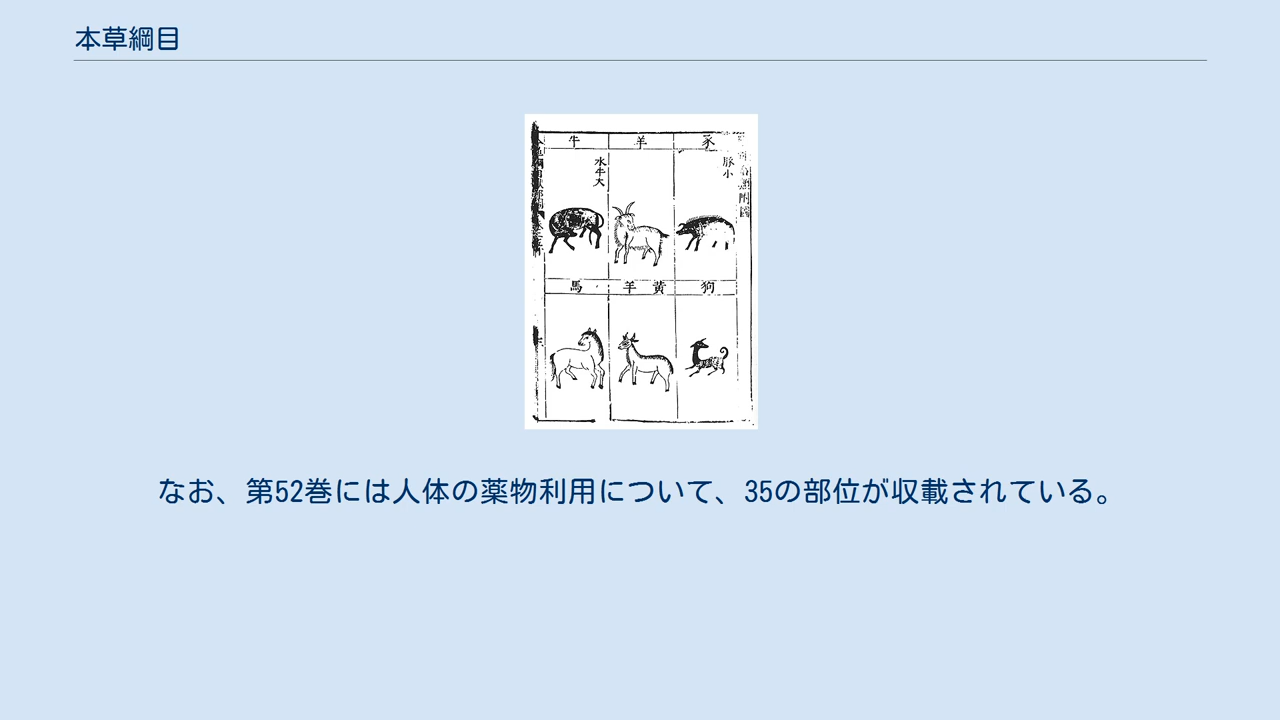 本草綱目
牛
羊
豕
水牛大
豚小
馬
羊 黃
狗
なお、第52巻には人体の薬物利用について、35の部位が収載されている。